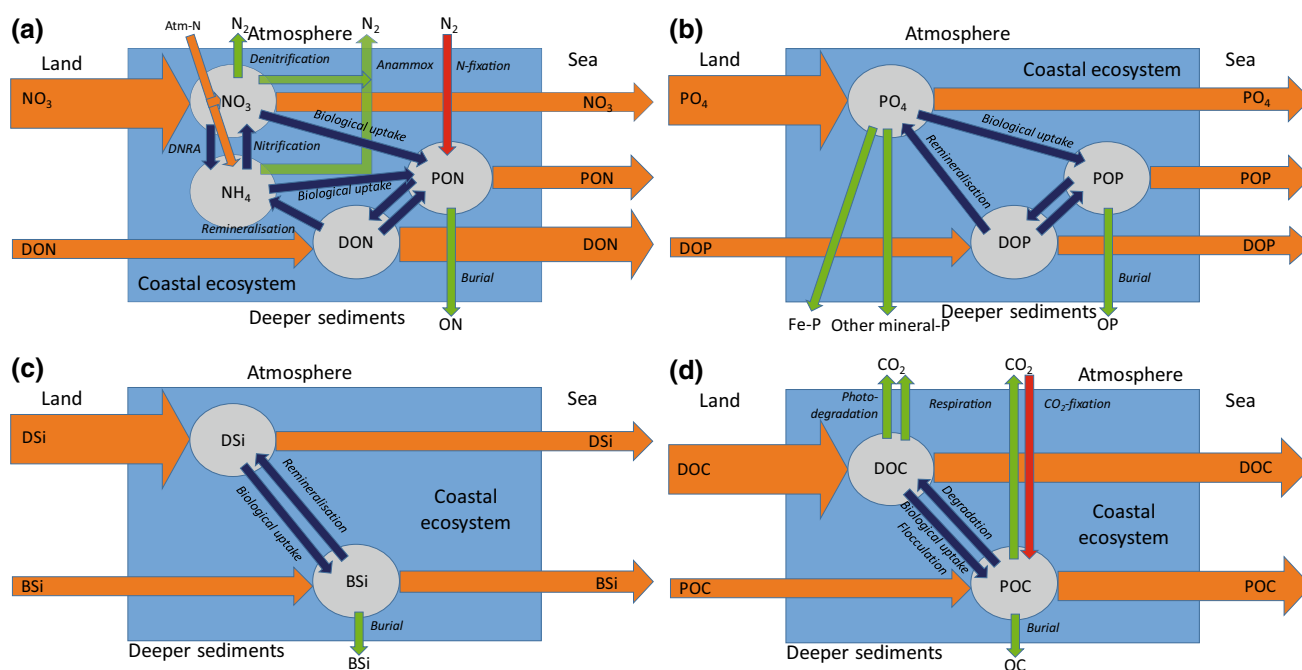 (a)
Atm-N
N2
N2
N2
Atmosphere
Land
Sea
Denitrification
Anammox
N-fixation
NO3
NO3
NO3
Biological uptake
DNRA
Nitrification
NH4
Biological uptake
PON
PON
Remineralisation
DON
DON
DON
Burial
Coastal ecosystem
Deeper sediments
ON
(b)
Atmosphere
Land
Sea
Coastal ecosystem
PO4
PO4
PO4
Biological uptake
Remineralisation
POP
POP
DOP
DOP
DOP
Burial
Deeper sediments
Fe-P
Other mineral-P
OP
(c)
Atmosphere
Land
Sea
DSi
DSi
DSi
Remineralisation
Biological uptake
Coastal
ecosystem
BSi
BSi
BSi
Burial
Deeper sediments
BSi
(d)
CO2
CO2
Atmosphere
Land
Sea
Photo-
degradation
Respiration
CO2-fixation
DOC
DOC
DOC
Degradation
Biological uptake
Flocculation
Coastal
ecosystem
POC
POC
POC
Burial
Deeper sediments
OC